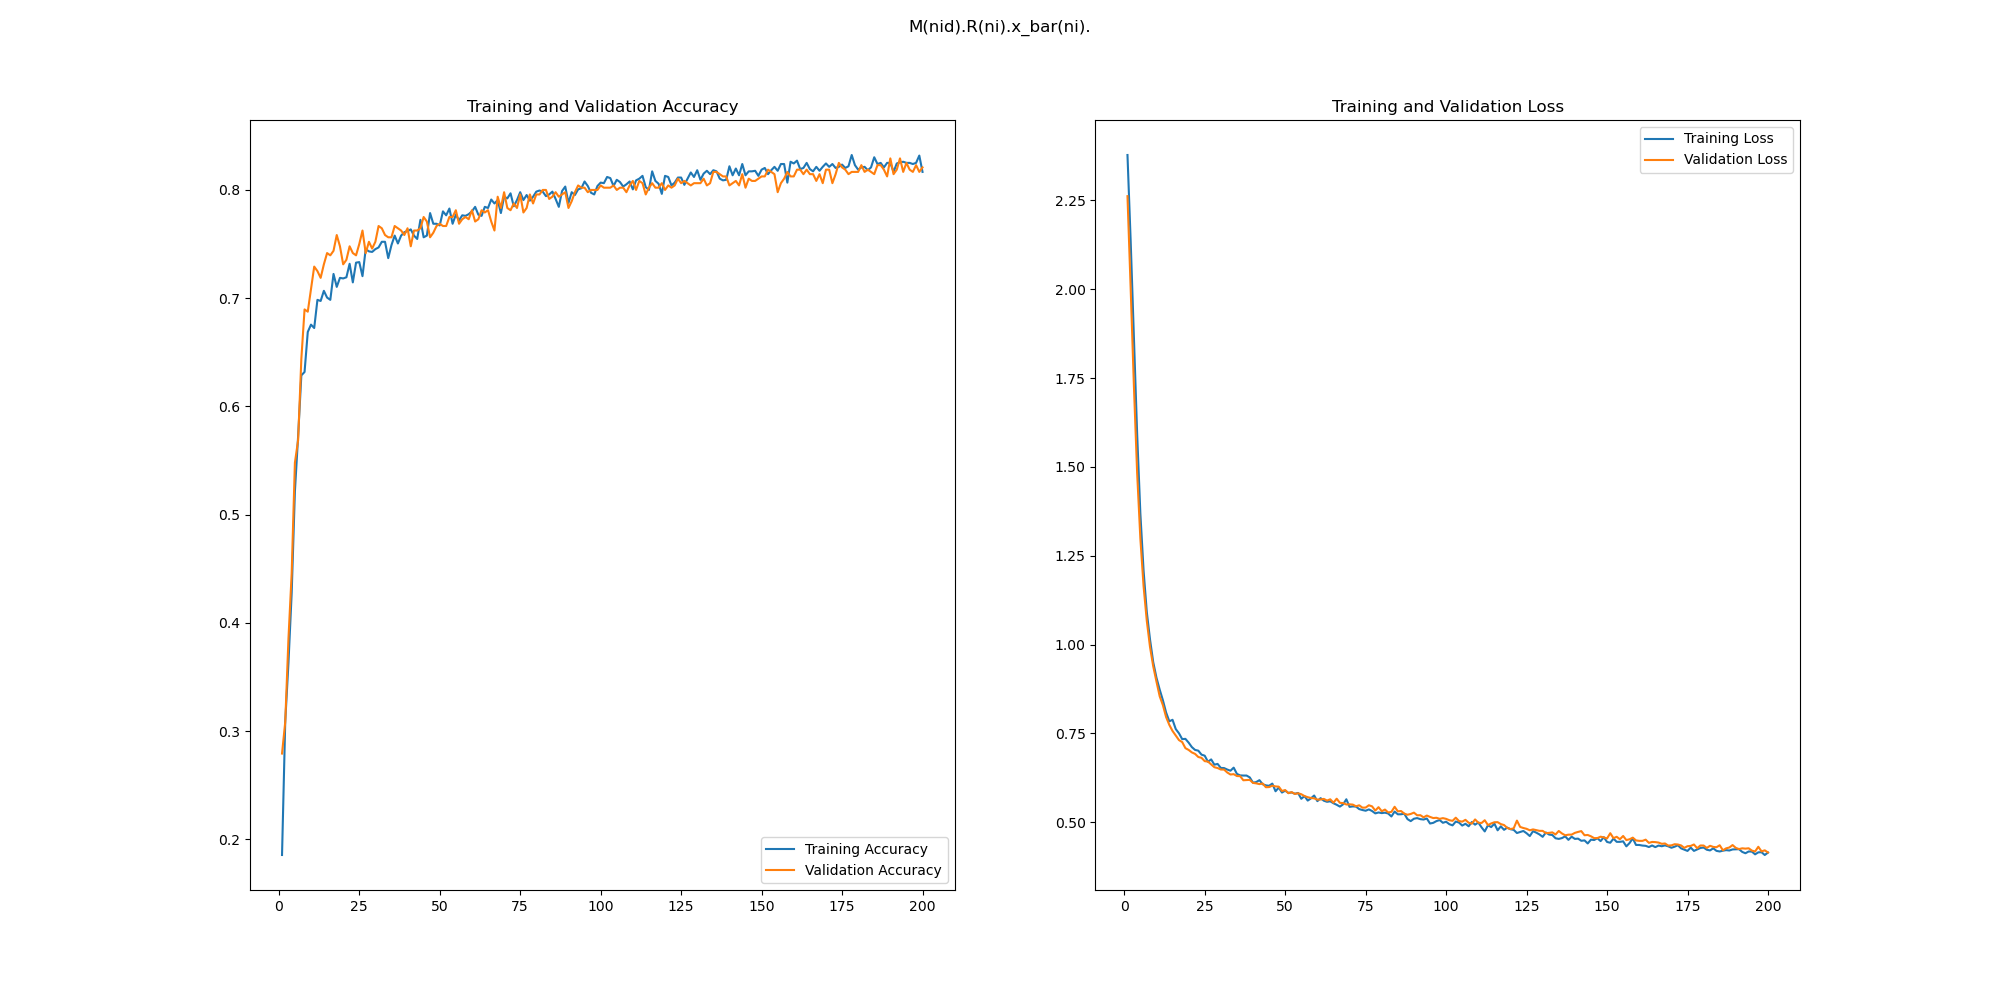 M(nid).R(ni).x_bar(ni).
Training and Validation Accuracy
0.8
0.7
0.6
0.5
0.4
0.3
0.2
0 25 50 75 100 125 150 175 200
Training Accuracy
Validation Accuracy
Training and Validation Loss
2.25
2.00
1.75
1.50
1.25
1.00
0.75
0.50
0 25 50 75 100 125 150 175 200
Training Loss
Validation Loss